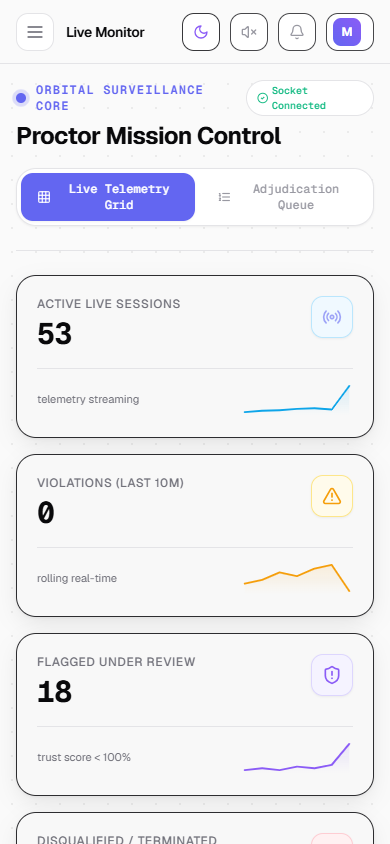 Live Monitor
M
ORBITAL SURVEILLANCE
CORE
Socket
Connected
Proctor Mission Control
Live Telemetry
Grid
Adjudication
Queue
ACTIVE LIVE SESSIONS
53
telemetry streaming
VIOLATIONS (LAST 10M)
0
rolling real-time
FLAGGED UNDER REVIEW
18
trust score < 100%
DISQUALIFIED / TERMINATED